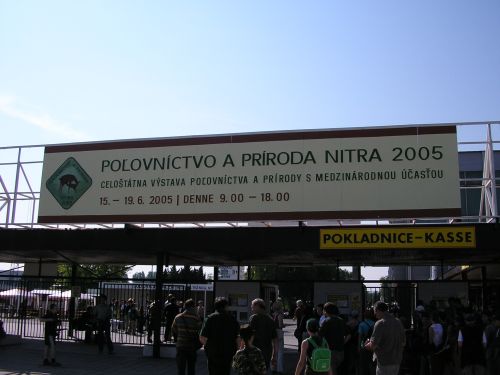 POĽOVNÍCTVO A PRÍRODA NITRA 2005
CELOŠTÁTNA VÝSTAVA POĽOVNÍCTVA A PRÍRODY S MEDZINÁRODNOU ÚČASŤOU
15. – 19.6. 2005 | DENNE 9.00 – 18.00
POKLADNICE-KASSE